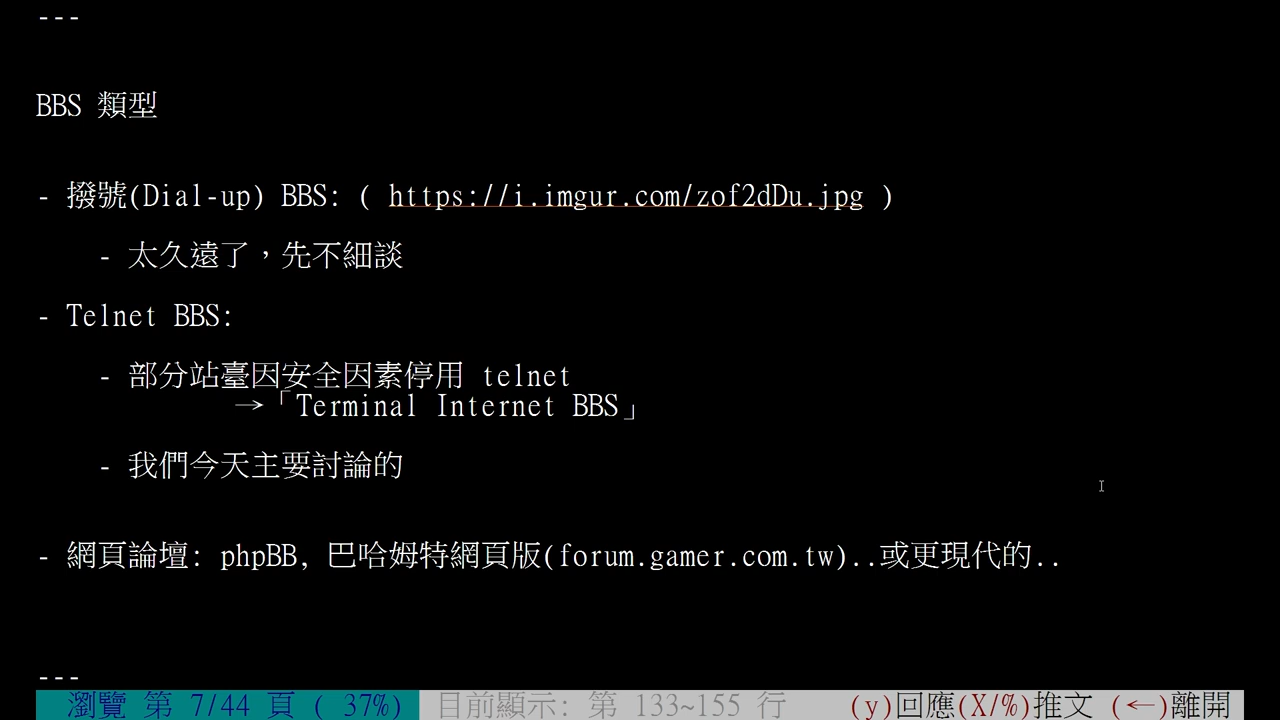 ---
BBS 類型
- 撥號(Dial-up) BBS: ( https://i.imgur.com/zof2dDu.jpg )
- 太久遠了，先不細談
- Telnet BBS:
- 部分站臺因安全因素停用 telnet
→「Terminal Internet BBS」
- 我們今天主要討論的
- 網頁論壇: phpBB, 巴哈姆特網頁版(forum.gamer.com.tw)..或更現代的..
---
瀏覽 第 7/44 頁 ( 37%) 目前顯示: 第 133~155 行 (y)回應(X/%)推文 (←)離開